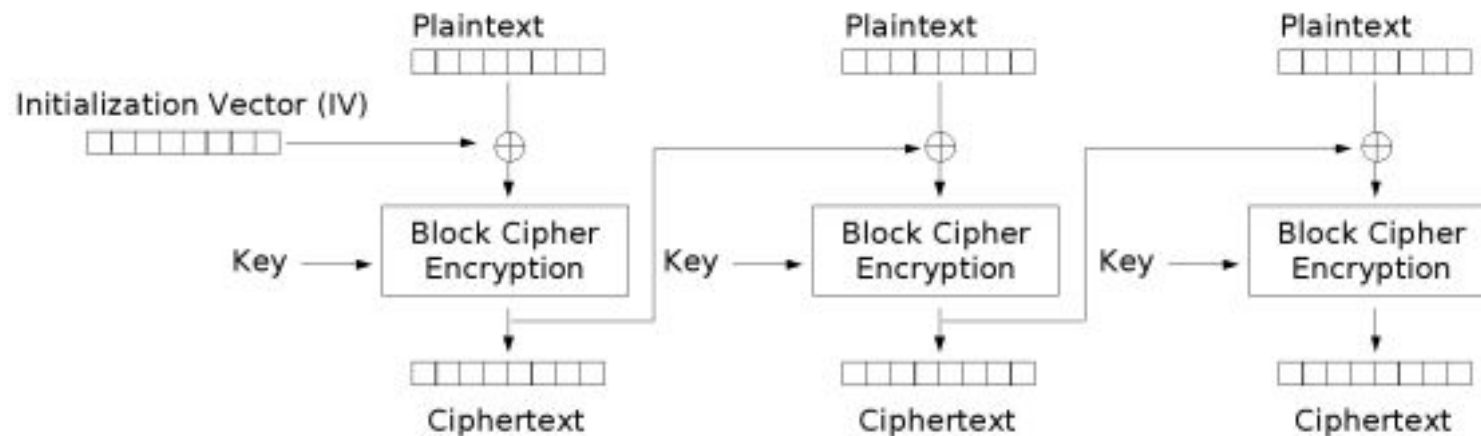 Plaintext
Plaintext
Plaintext
Initialization Vector (IV)
Key
Block Cipher
Encryption
Key
Block Cipher
Encryption
Key
Block Cipher
Encryption
Ciphertext
Ciphertext
Ciphertext